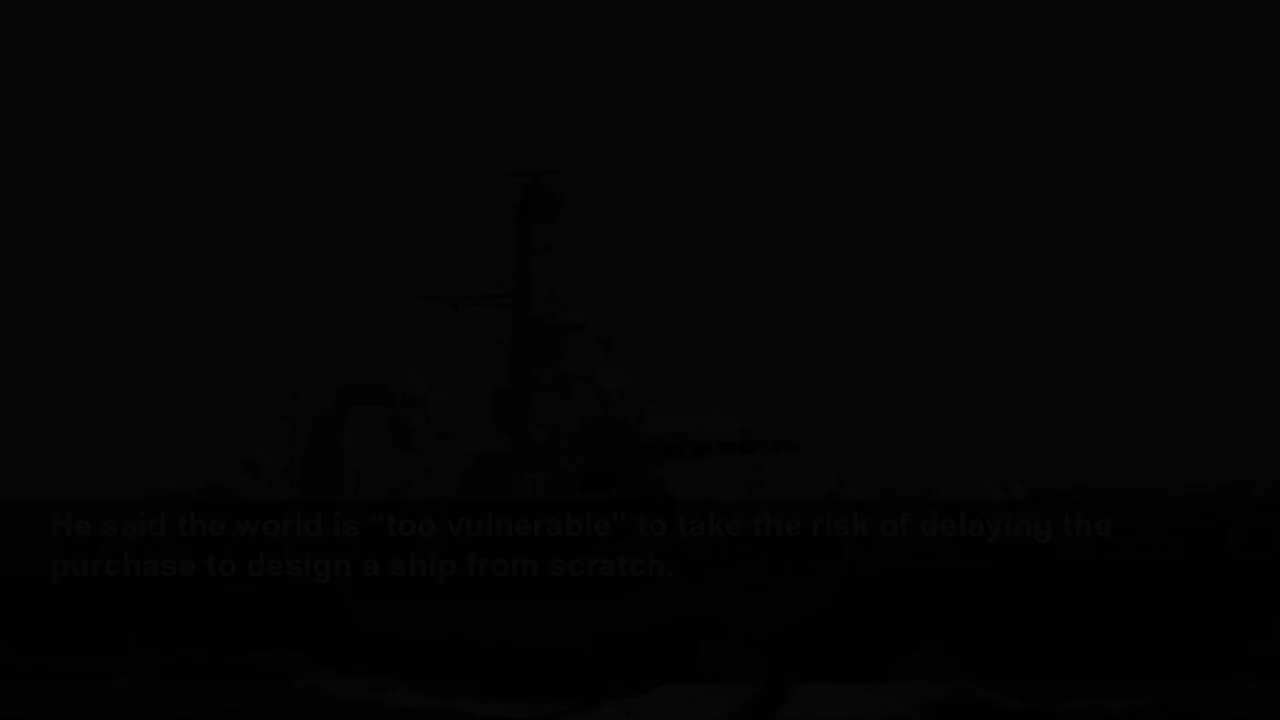 He said the world is “too vulnerable” to take the risk of delaying the
purchase to design a ship from scratch.